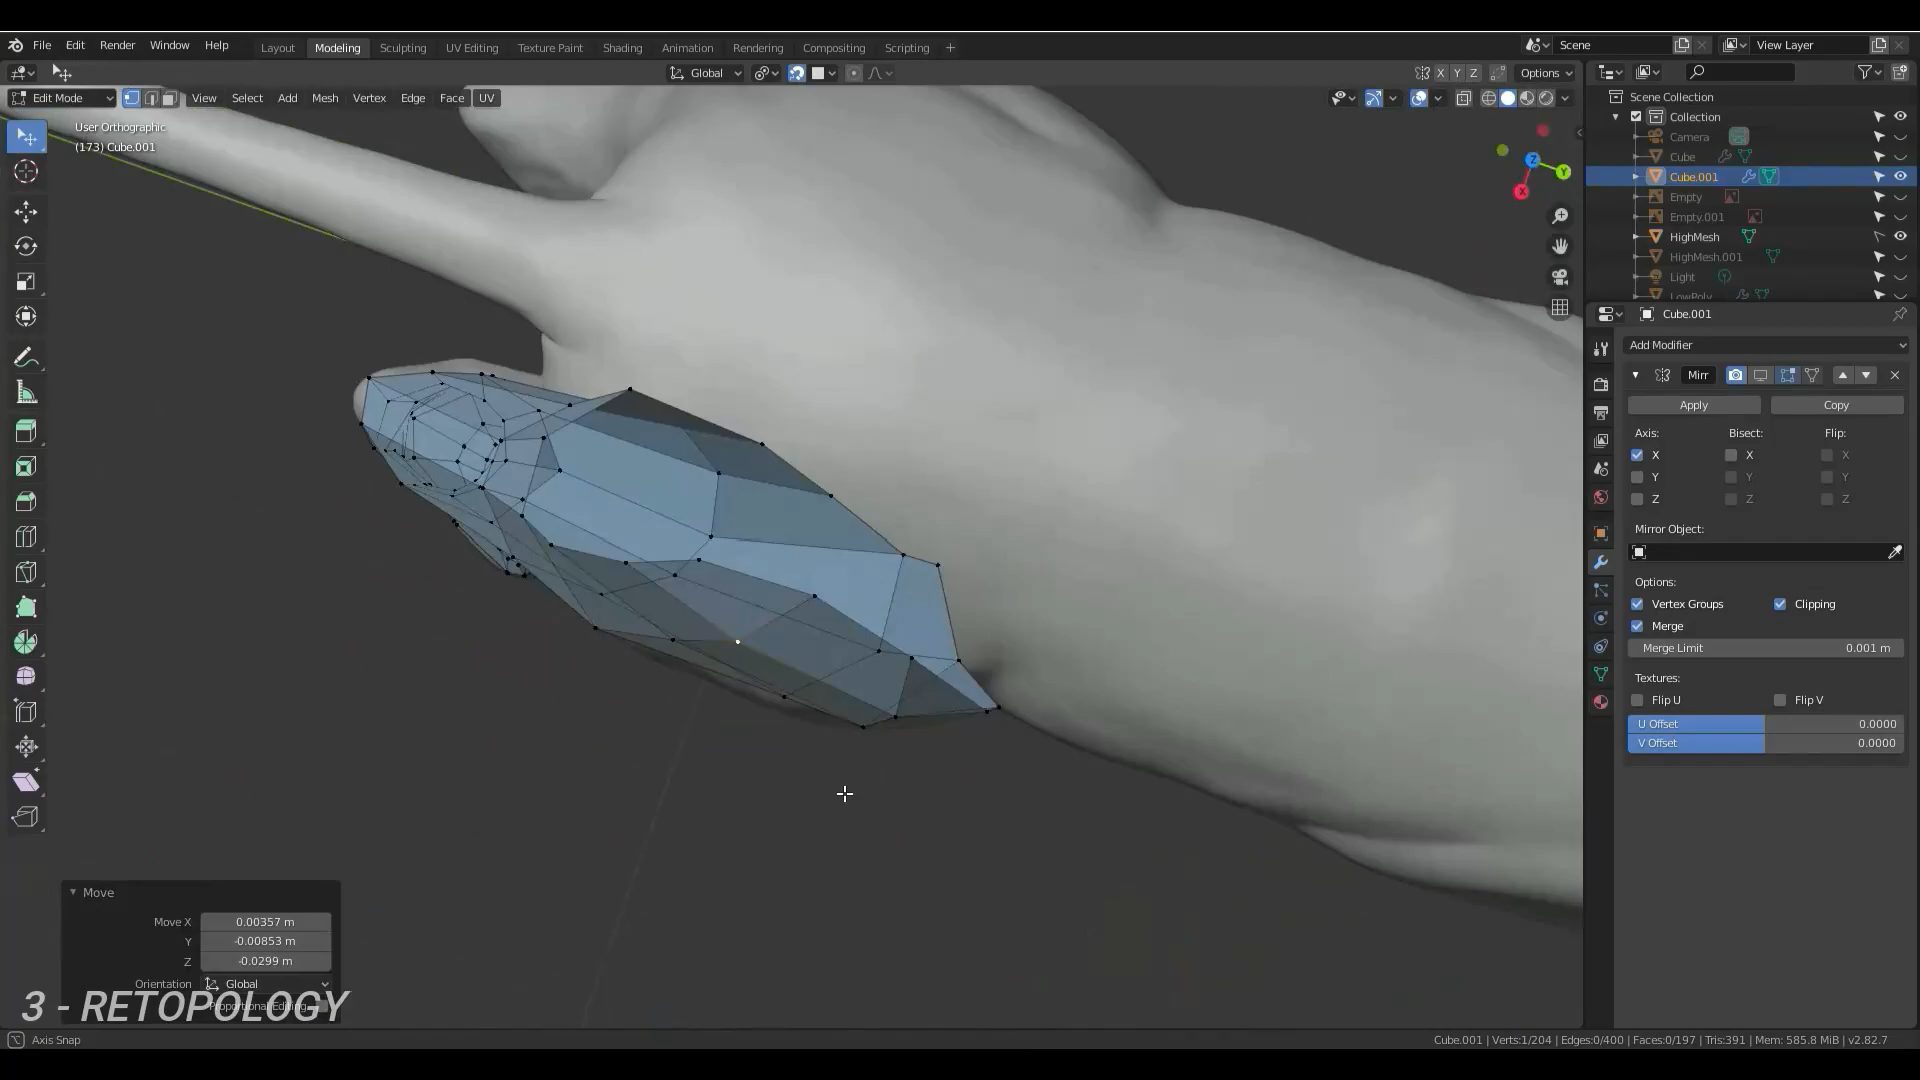 File Edit Render Window Help
Layout Modeling Sculpting UV Editing Texture Paint Shading Animation Rendering Compositing Scripting +
Scene
View Layer
Global
X Y Z
Options
Edit Mode
View Select Add Mesh Vertex Edge Face UV
User Orthographic
(173) Cube.001
Z
Y
X
Scene Collection
Collection
Camera
Cube
Cube.001
Empty
Empty.001
HighMesh
HighMesh.001
Light
LowPoly
Cube.001
Add Modifier
Mirr
Apply
Copy
Axis: Bisect: Flip:
X X X
Y Y Y
Z Z Z
Mirror Object:
Options:
Vertex Groups
Clipping
Merge
Merge Limit 0.001 m
Textures:
Flip U
Flip V
U Offset 0.0000
V Offset 0.0000
Move
Move X 0.00357 m
Y -0.00853 m
Z -0.0299 m
Orientation Global
Proportional Editing
3 - RETOPOLOGY
Axis Snap
Cube.001 | Verts:1/204 | Edges:0/400 | Faces:0/197 | Tris:391 | Mem: 585.8 MiB | v2.82.7